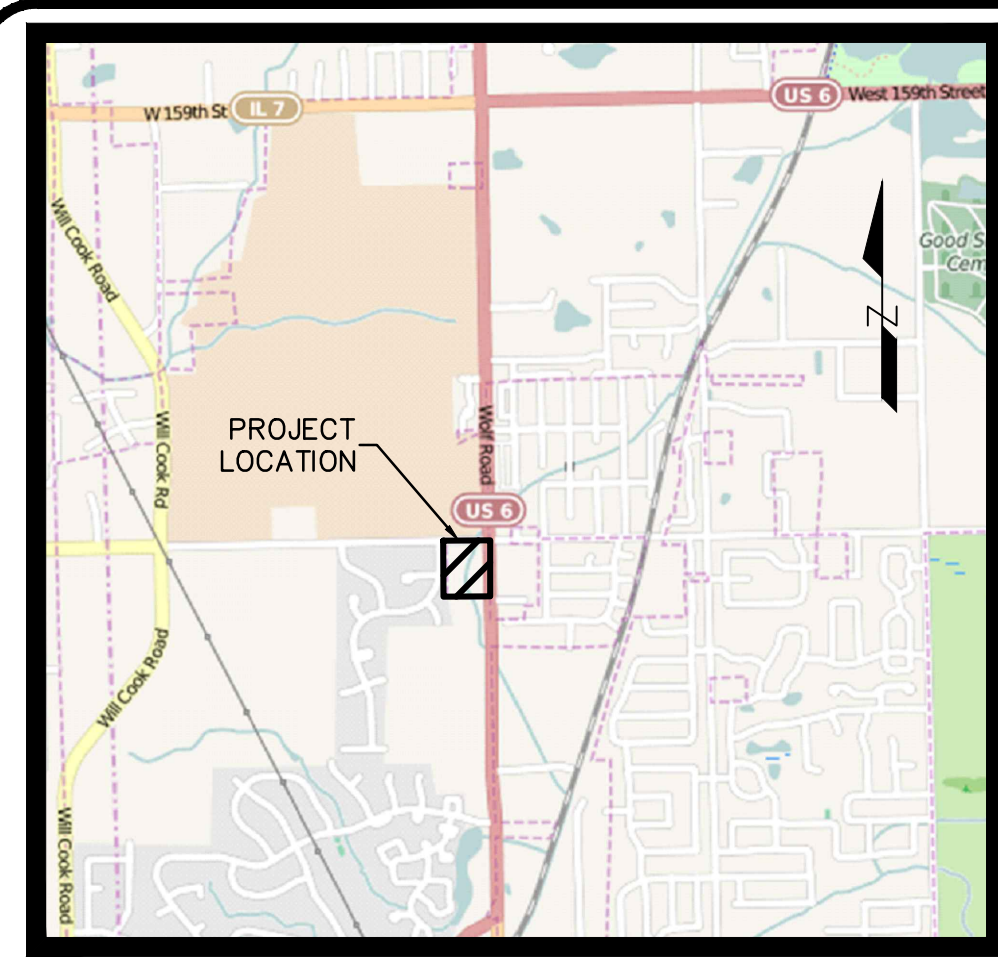 W 159th St
IL 7
US 6
West 159th Street
Will Cook Road
Good S
Cem
PROJECT
LOCATION
Will Cook Rd
Wolf Road
US 6
Will Cook Road
Will Cook Road
N